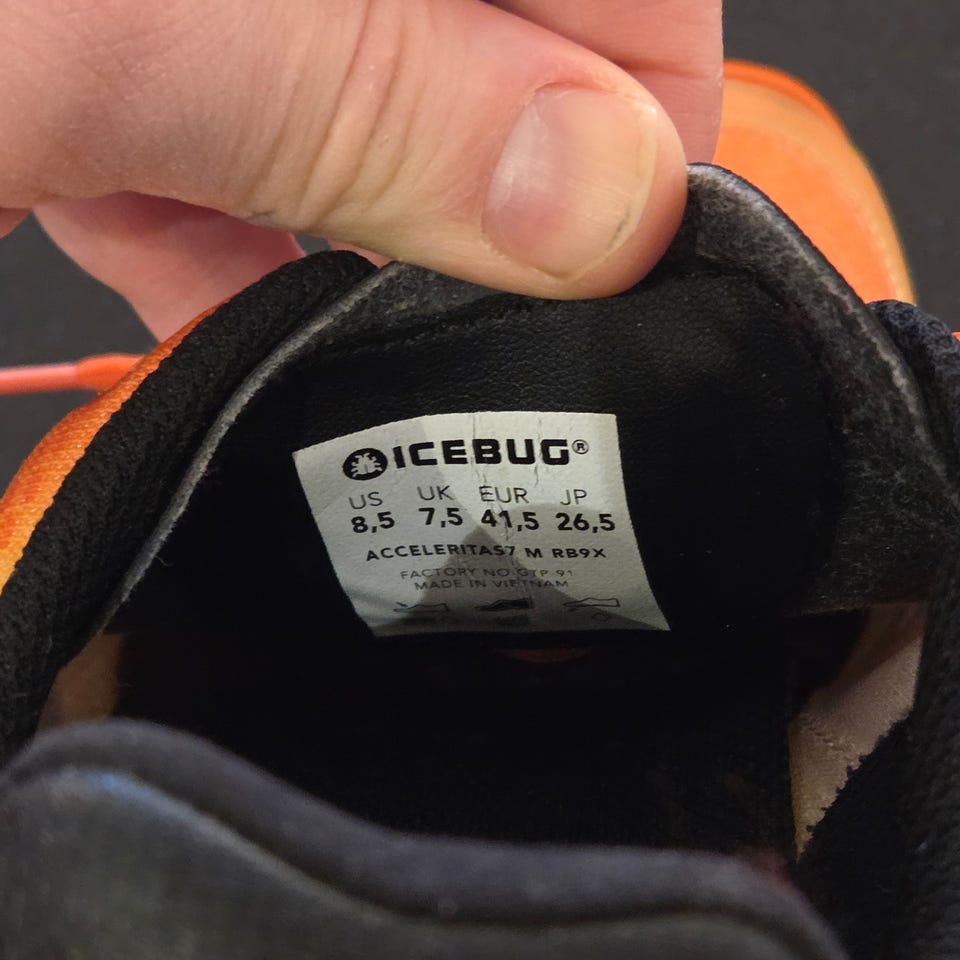 ICEBUG®
US UK EUR JP
8,5 7,5 41,5 26,5
ACCELERITAS7 M RB9X
FACTORY NO.GTP 91
MADE IN VIETNAM